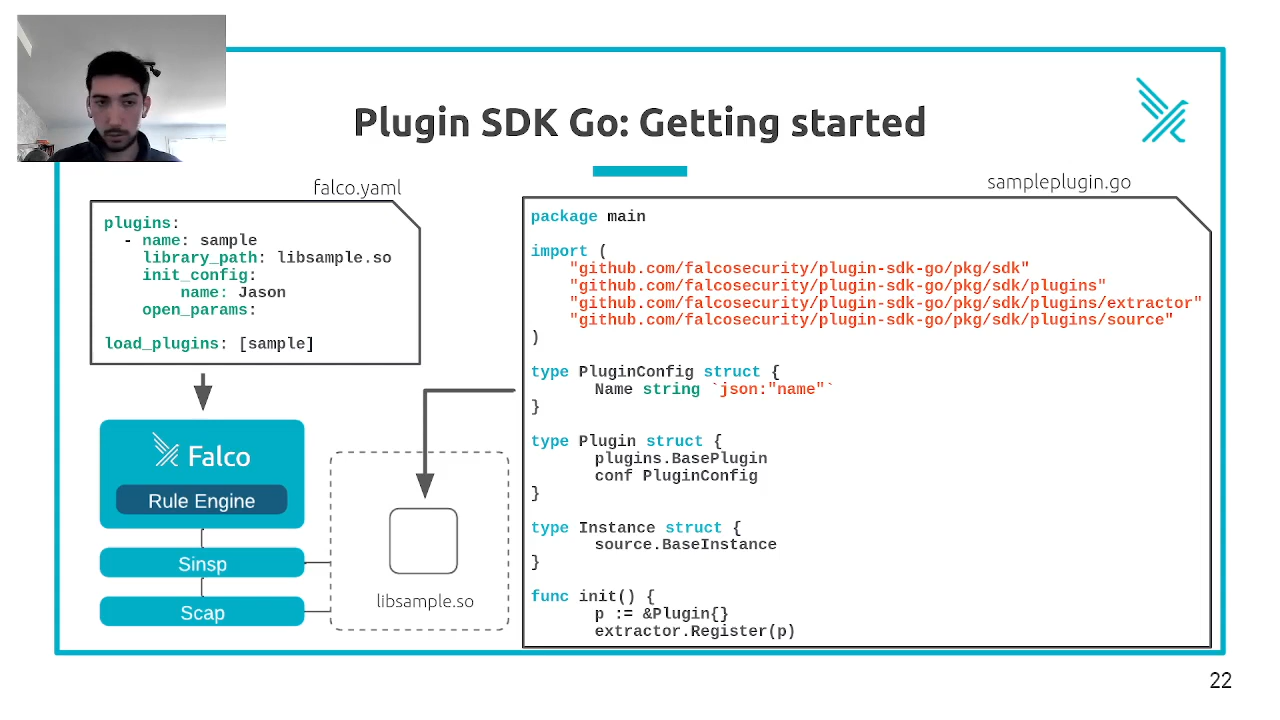 Plugin SDK Go: Getting started
falco.yaml
plugins:
- name: sample
library_path: libsample.so
init_config:
name: Jason
open_params:
load_plugins: [sample]
Falco
Rule Engine
Sinsp
Scap
libsample.so
sampleplugin.go
package main
import (
"github.com/falcosecurity/plugin-sdk-go/pkg/sdk"
"github.com/falcosecurity/plugin-sdk-go/pkg/sdk/plugins"
"github.com/falcosecurity/plugin-sdk-go/pkg/sdk/plugins/extractor"
"github.com/falcosecurity/plugin-sdk-go/pkg/sdk/plugins/source"
)
type PluginConfig struct {
Name string `json:"name"`
}
type Plugin struct {
plugins.BasePlugin
conf PluginConfig
}
type Instance struct {
source.BaseInstance
}
func init() {
p := &Plugin{}
extractor.Register(p)
22